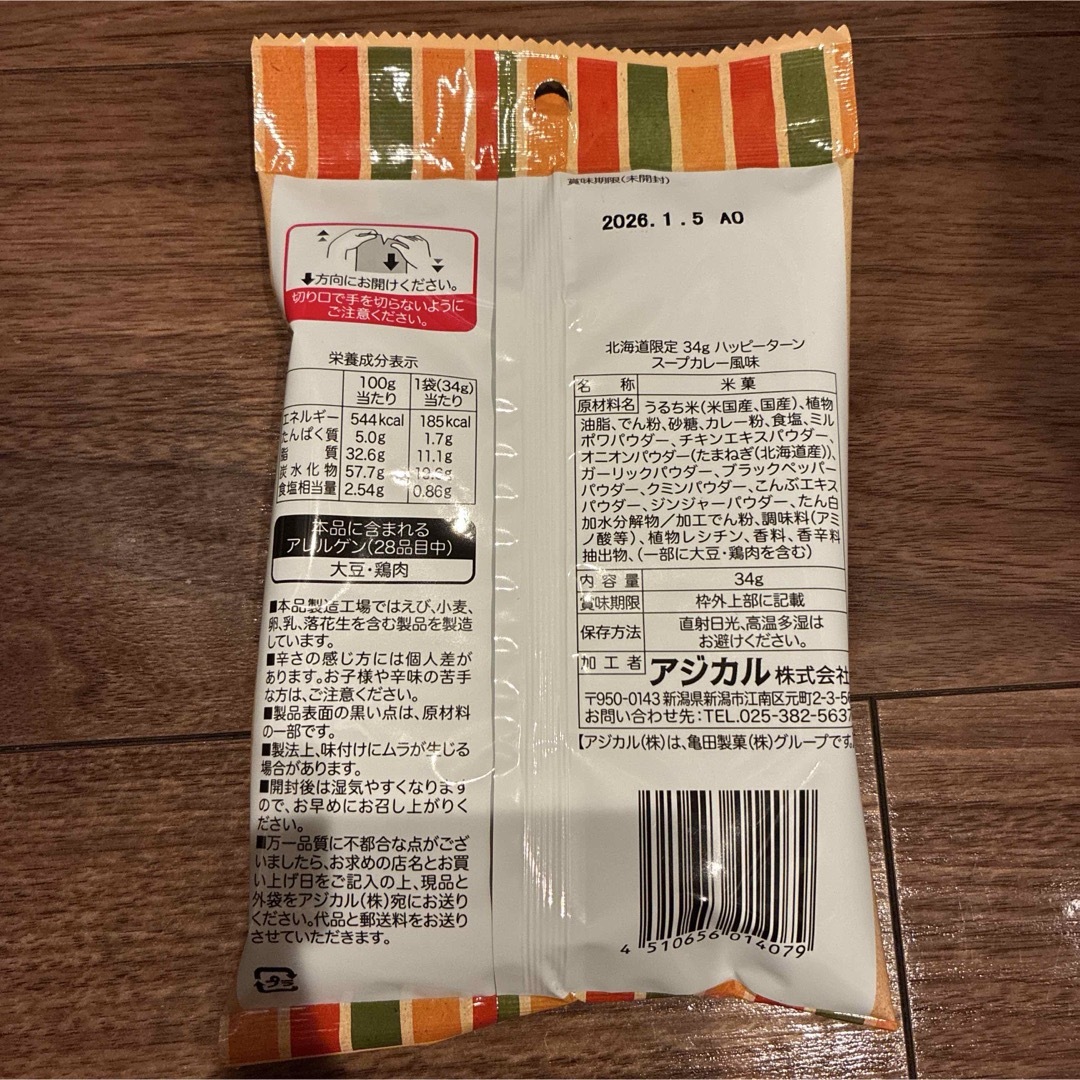 方向にお開けください。
切り口で手を切らないように
ご注意ください。
栄養成分表示
100g 1袋(34g)
当たり 当たり
エネルギー 544kcal 185kcal
たんぱく質 5.0g 1.7g
脂質 32.6g 11.1g
炭水化物 57.7g
食塩相当量 2.54g 0.86g
本品に含まれる
アレルゲン(28品目中)
大豆・鶏肉
■本品製造工場ではえび、小麦、
卵、乳、落花生を含む製品を製造
しています。
■辛さの感じ方には個人差が
あります。お子様や辛味の苦手
な方は、ご注意ください。
■製品表面の黒い点は、原材料
の一部です。
■製法上、味付けにムラが生じる
場合があります。
■開封後は湿気やすくなります
ので、お早めにお召し上がりく
ださい。
■万一品質に不都合な点がござ
いましたら、お求めの店名とお買
い上げ日をご記入の上、現品と
外袋をアジカル(株)宛にお送り
ください。代品と郵送料をお送り
させていただきます。
プラ
賞味期限(未開封)
2026.1.5 AO
北海道限定 34g ハッピーターン
スープカレー風味
名称 米菓
原材料名 うるち米(米国産、国産)、植物
油脂、でん粉、砂糖、カレー粉、食塩、ミル
ポワパウダー、チキンエキスパウダー、
オニオンパウダー(たまねぎ(北海道産))、
ガーリックパウダー、ブラックペッパー
パウダー、クミンパウダー、こんぶエキス
パウダー、ジンジャーパウダー、たん白
加水分解物/加工でん粉、調味料(アミ
ノ酸等)、植物レシチン、香料、香辛料
抽出物、(一部に大豆・鶏肉を含む)
内容量 34g
賞味期限 枠外上部に記載
保存方法 直射日光、高温多湿は
お避けください。
加工者 アジカル株式会社
〒950-0143 新潟県新潟市江南区元町2-3-5
お問い合わせ先:TEL.025-382-5637
【アジカル(株)は、亀田製菓(株)グループです。
4 510656 014079